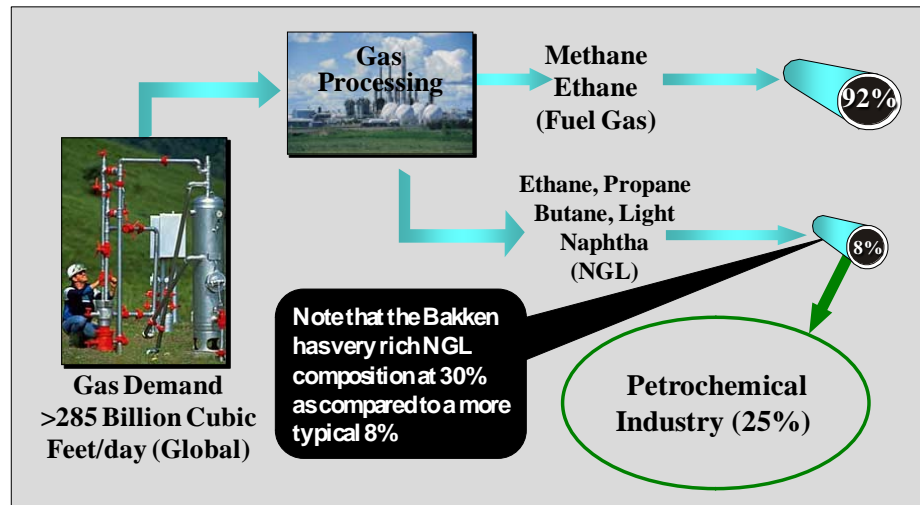 Gas
Processing
Methane
Ethane
(Fuel Gas)
92%
Ethane, Propane
Butane, Light
Naphtha
(NGL)
8%
Note that the Bakken
has very rich NGL
composition at 30%
as compared to a more
typical 8%
Gas Demand
>285 Billion Cubic
Feet/day (Global)
Petrochemical
Industry (25%)